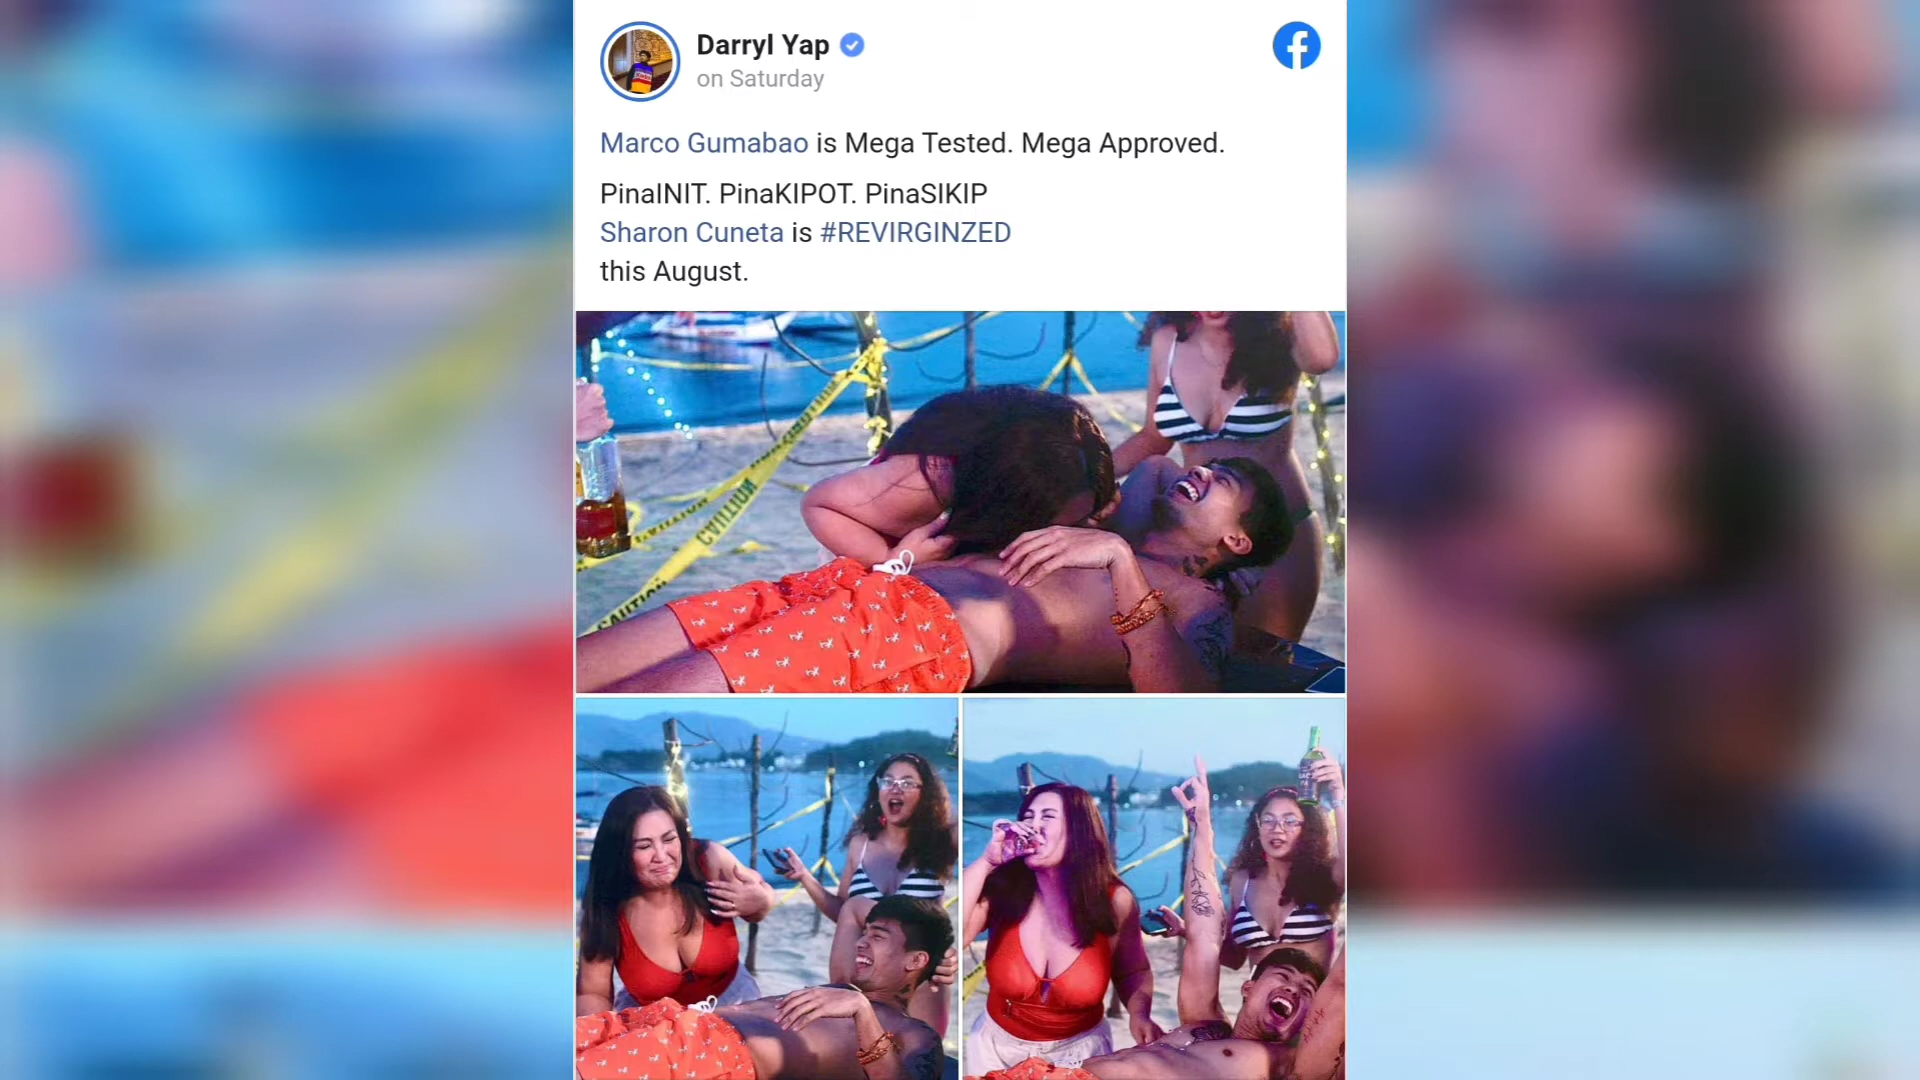 Darryl Yap
on Saturday
Marco Gumabao is Mega Tested. Mega Approved.
PinaINIT. PinaKIPOT. PinaSIKIP
Sharon Cuneta is #REVIRGINZED
this August.
CAUTION
CAUTION